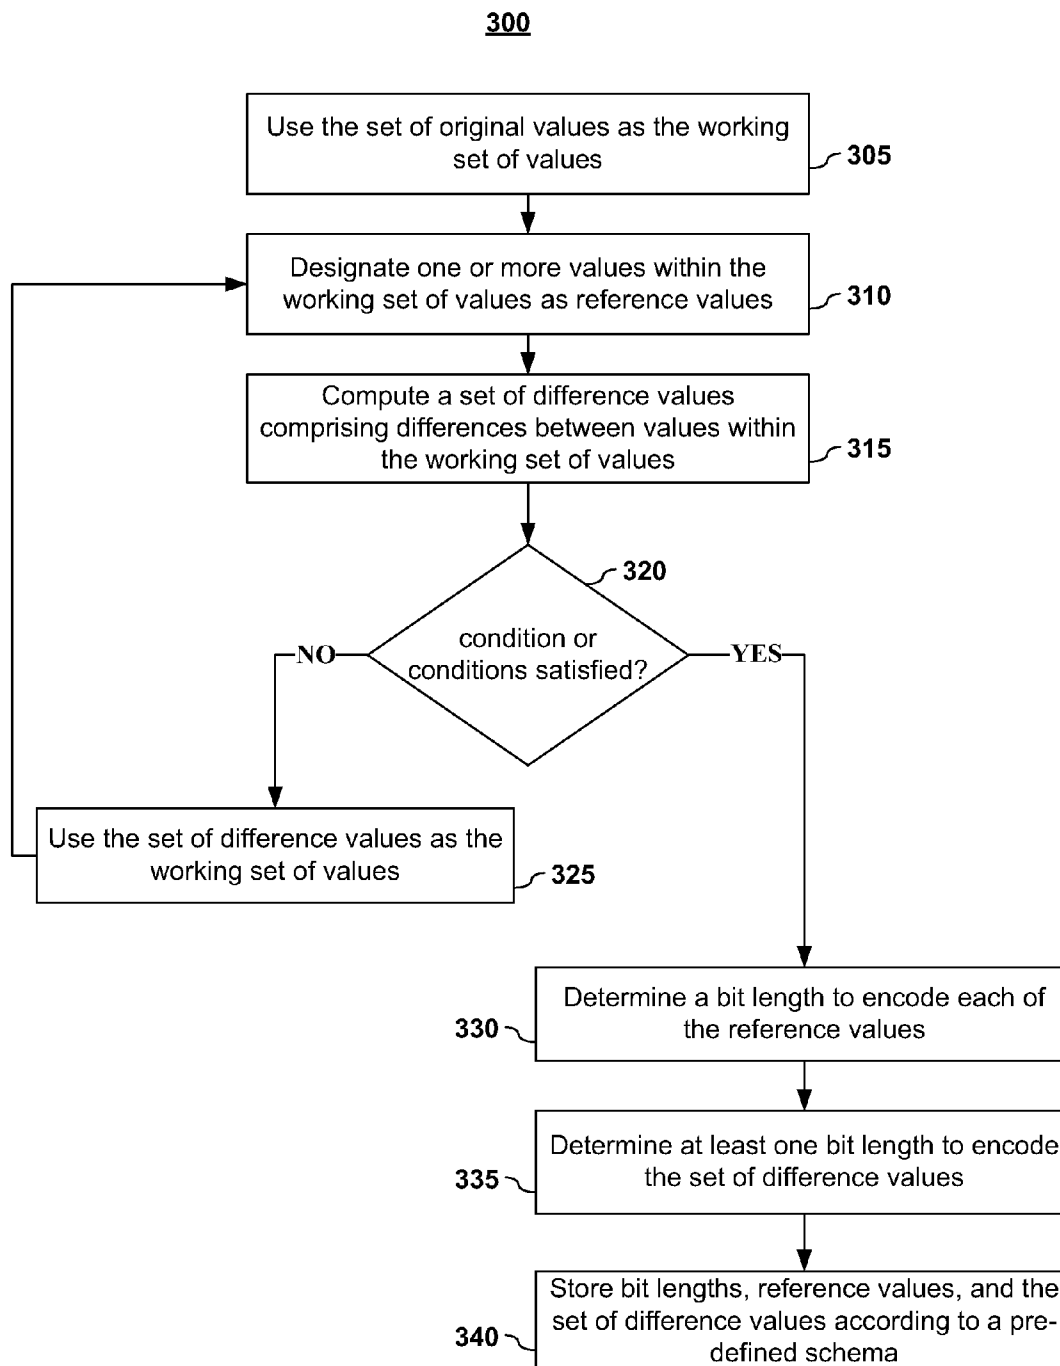 300
Use the set of original values as the working
set of values
305
Designate one or more values within the
working set of values as reference values
310
Compute a set of difference values
comprising differences between values within
the working set of values
315
320
condition or
conditions satisfied?
NO
YES
Use the set of difference values as the
working set of values
325
Determine a bit length to encode each of
the reference values
330
Determine at least one bit length to encode
the set of difference values
335
Store bit lengths, reference values, and the
set of difference values according to a pre-
defined schema
340